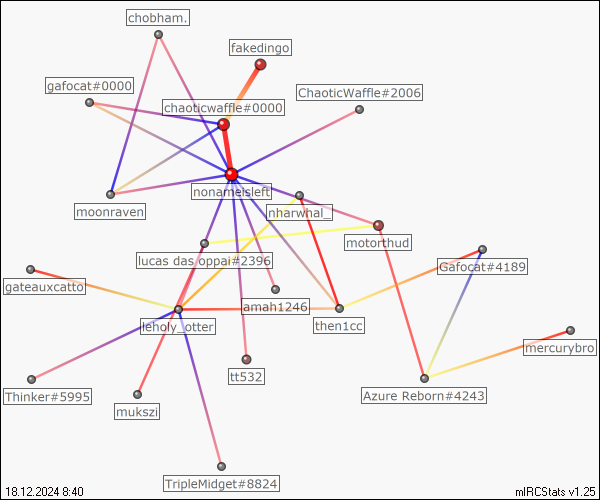 chobham.
fakedingo
gafocat#0000
ChaoticWaffle#2006
chaoticwaffle#0000
nonameisleft
moonraven
nharwhal_
motorthud
lucas das oppai#2396
Gafocat#4189
gateauxcatto
amah1246
leholy_otter
then1cc
mercurybro
tt532
Thinker#5995
Azure Reborn#4243
mukszi
TripleMidget#8824
18.12.2024 8:40
mIRCStats v1.25